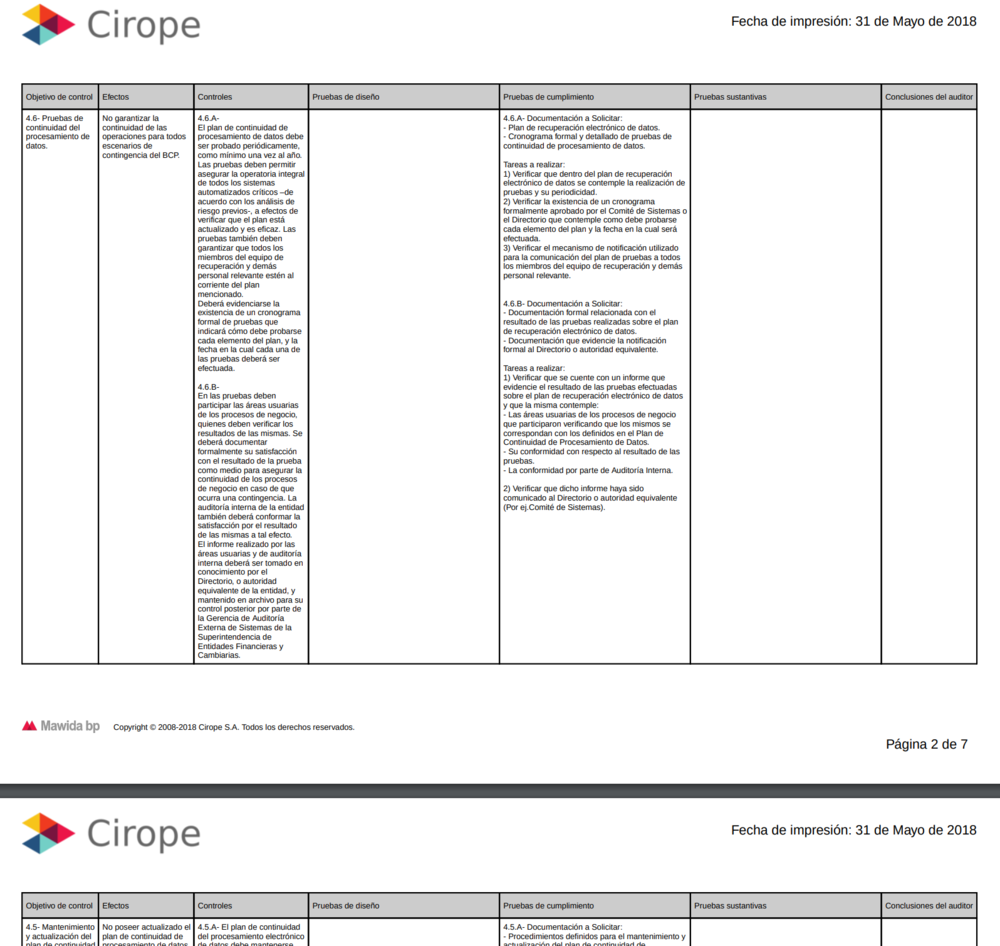 Cirope
Fecha de impresión: 31 de Mayo de 2018
Objetivo de control
Efectos
Controles
Pruebas de diseño
Pruebas de cumplimiento
Pruebas sustantivas
Conclusiones del auditor
4.6- Pruebas de
continuidad del
procesamiento de
datos.
No garantizar la
continuidad de las
operaciones para todos
escenarios de
contingencia del BCP.
4.6.A-
El plan de continuidad de
procesamiento de datos debe
ser probado periódicamente,
como mínimo una vez al año.
Las pruebas deben permitir
asegurar la operatoria integral
de todos los sistemas
automatizados críticos –de
acuerdo con los análisis de
riesgo previos-, a efectos de
verificar que el plan está
actualizado y es eficaz. Las
pruebas también deben
garantizar que todos los
miembros del equipo de
recuperación y demás
personal relevante estén al
corriente del plan
mencionado.
Deberá evidenciarse la
existencia de un cronograma
formal de pruebas que
indicará cómo debe probarse
cada elemento del plan, y la
fecha en la cual cada una de
las pruebas deberá ser
efectuada.
4.6.B-
En las pruebas deben
participar las áreas usuarias
de los procesos de negocio,
quienes deben verificar los
resultados de las mismas. Se
deberá documentar
formalmente su satisfacción
con el resultado de la prueba
como medio para asegurar la
continuidad de los procesos
de negocio en caso de que
ocurra una contingencia. La
auditoría interna de la entidad
también deberá conformar la
satisfacción por el resultado
de las mismas a tal efecto.
El informe realizado por las
áreas usuarias y de auditoría
interna deberá ser tomado en
conocimiento por el
Directorio, o autoridad
equivalente de la entidad, y
mantenido en archivo para su
control posterior por parte de
la Gerencia de Auditoría
Externa de Sistemas de la
Superintendencia de
Entidades Financieras y
Cambiarias.
4.6.A- Documentación a Solicitar:
- Plan de recuperación electrónico de datos.
- Cronograma formal y detallado de pruebas de
continuidad de procesamiento de datos.
Tareas a realizar:
1) Verificar que dentro del plan de recuperación
electrónico de datos se contemple la realización de
pruebas y su periodicidad.
2) Verificar la existencia de un cronograma
formalmente aprobado por el Comité de Sistemas o
el Directorio que contemple como debe probarse
cada elemento del plan y la fecha en la cual será
efectuada.
3) Verificar el mecanismo de notificación utilizado
para la comunicación del plan de pruebas a todos
los miembros del equipo de recuperación y demás
personal relevante.
4.6.B- Documentación a Solicitar:
- Documentación formal relacionada con el
resultado de las pruebas realizadas sobre el plan
de recuperación electrónico de datos.
- Documentación que evidencie la notificación
formal al Directorio o autoridad equivalente.
Tareas a realizar:
1) Verificar que se cuente con un informe que
evidencie el resultado de las pruebas efectuadas
sobre el plan de recuperación electrónico de datos
y que la misma contemple:
- Las áreas usuarias de los procesos de negocio
que participaron verificando que los mismos se
correspondan con los definidos en el Plan de
Continuidad de Procesamiento de Datos.
- Su conformidad con respecto al resultado de las
pruebas.
- La conformidad por parte de Auditoría Interna.
2) Verificar que dicho informe haya sido
comunicado al Directorio o autoridad equivalente
(Por ej.Comité de Sistemas).
Mawida bp
Copyright © 2008-2018 Cirope S.A. Todos los derechos reservados.
Página 2 de 7
Cirope
Fecha de impresión: 31 de Mayo de 2018
Objetivo de control
Efectos
Controles
Pruebas de diseño
Pruebas de cumplimiento
Pruebas sustantivas
Conclusiones del auditor
4.5- Mantenimiento
y actualización del
plan de continuidad
No poseer actualizado el
plan de continuidad de
procesamiento de datos
4.5.A- El plan de continuidad
del procesamiento electrónico
de datos debe mantenerse
4.5.A- Documentación a Solicitar:
- Procedimientos definidos para el mantenimiento y
actualización del plan de continuidad de